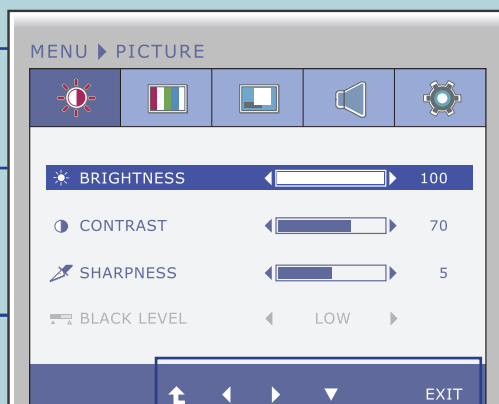 MENU PICTURE
BRIGHTNESS 100
CONTRAST 70
SHARPNESS 5
BLACK LEVEL LOW
EXIT